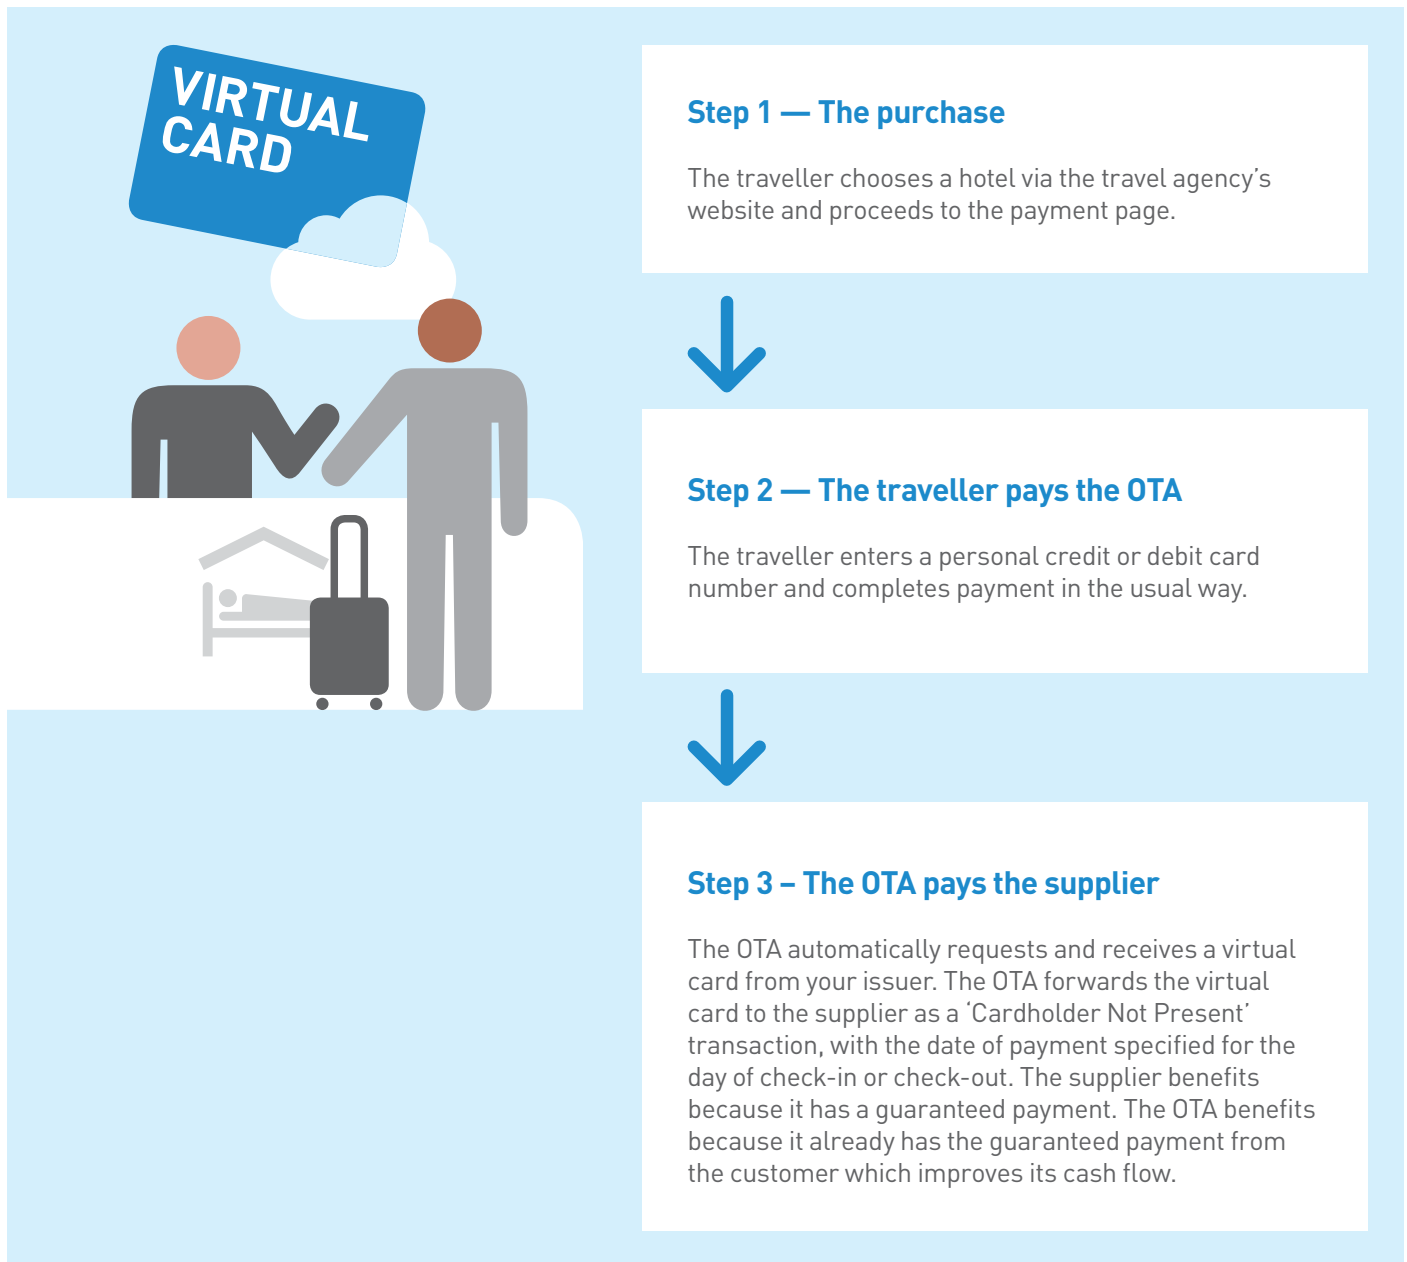 VIRTUAL
CARD
Step 1 — The purchase
The traveller chooses a hotel via the travel agency’s
website and proceeds to the payment page.
Step 2 — The traveller pays the OTA
The traveller enters a personal credit or debit card
number and completes payment in the usual way.
Step 3 – The OTA pays the supplier
The OTA automatically requests and receives a virtual
card from your issuer. The OTA forwards the virtual
card to the supplier as a ‘Cardholder Not Present’
transaction, with the date of payment specified for the
day of check-in or check-out. The supplier benefits
because it has a guaranteed payment. The OTA benefits
because it already has the guaranteed payment from
the customer which improves its cash flow.